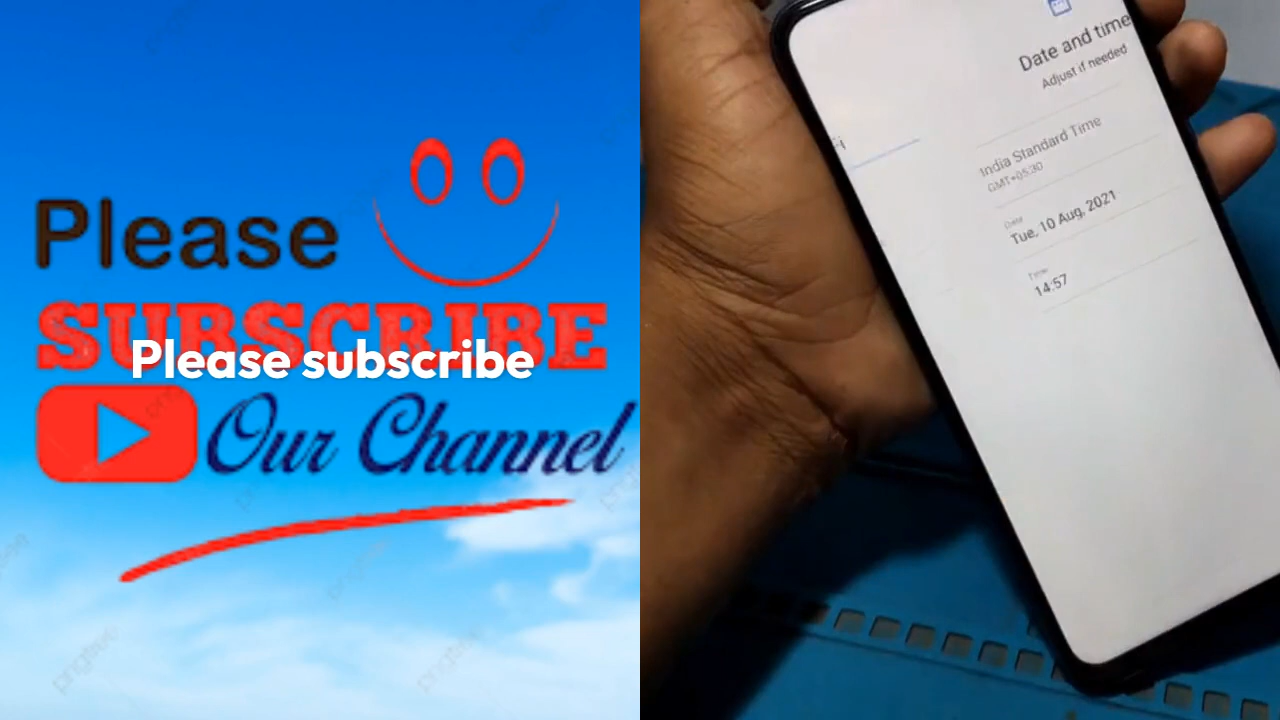 Please
SUBSCRIBE
Please subscribe
Our Channel
Date and time
Adjust if needed
India Standard Time
GMT+05:30
Date
Tue, 10 Aug, 2021
Time
14:57